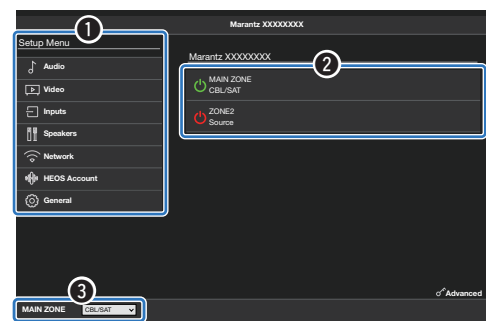 Marantz XXXXXXXX
1
Setup Menu
Audio
Video
Inputs
Speakers
Network
HEOS Account
General
Marantz XXXXXXXX
2
MAIN ZONE
CBL/SAT
ZONE2
Source
3
Advanced
MAIN ZONE CBL/SAT